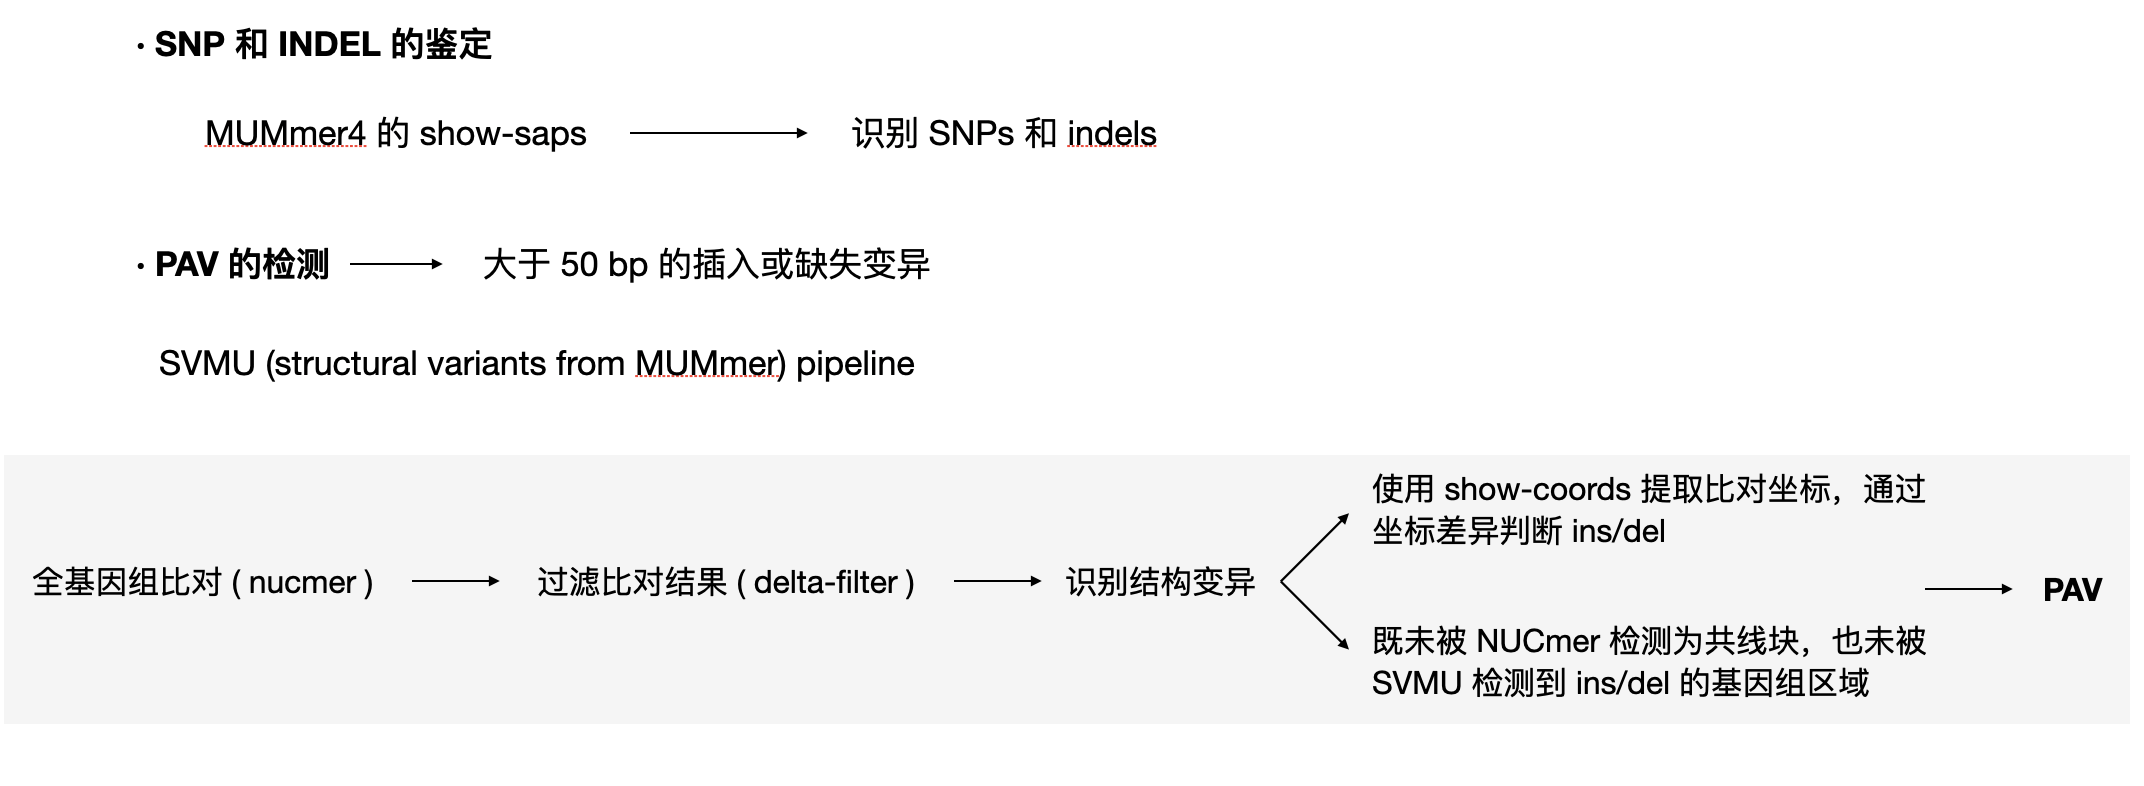 · SNP 和 INDEL 的鉴定
MUMmer4 的 show-saps
识别 SNPs 和 indels
· PAV 的检测
大于 50 bp 的插入或缺失变异
SVMU (structural variants from MUMmer) pipeline
全基因组比对 ( nucmer )
过滤比对结果 ( delta-filter )
识别结构变异
使用 show-coords 提取比对坐标，通过
坐标差异判断 ins/del
既未被 NUCmer 检测为共线块，也未被
SVMU 检测到 ins/del 的基因组区域
PAV